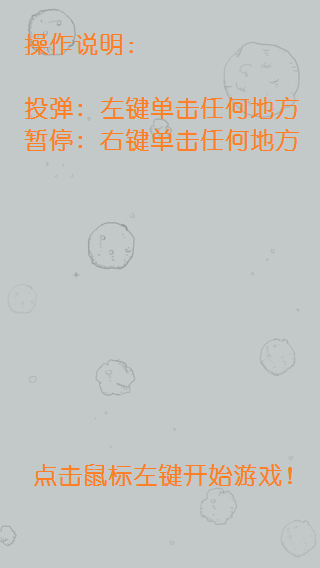 操作说明：
投弹：左键单击任何地方
暂停：右键单击任何地方
点击鼠标左键开始游戏！